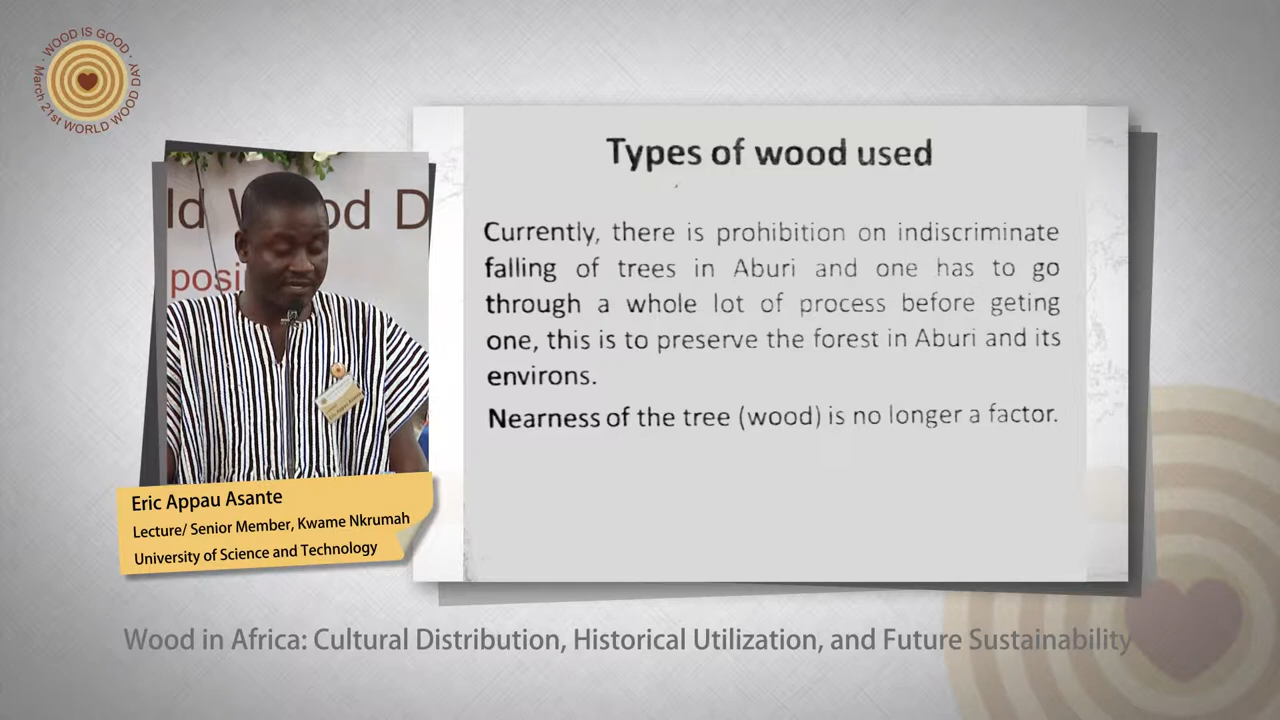 WOOD IS GOOD · March 21st WORLD WOOD DAY ·
ld Wood D
posi
Types of wood used
Currently, there is prohibition on indiscriminate
falling of trees in Aburi and one has to go
through a whole lot of process before geting
one, this is to preserve the forest in Aburi and its
environs.
Nearness of the tree (wood) is no longer a factor.
Eric Appau Asante
Lecture/ Senior Member, Kwame Nkrumah
University of Science and Technology
Wood in Africa: Cultural Distribution, Historical Utilization, and Future Sustainability